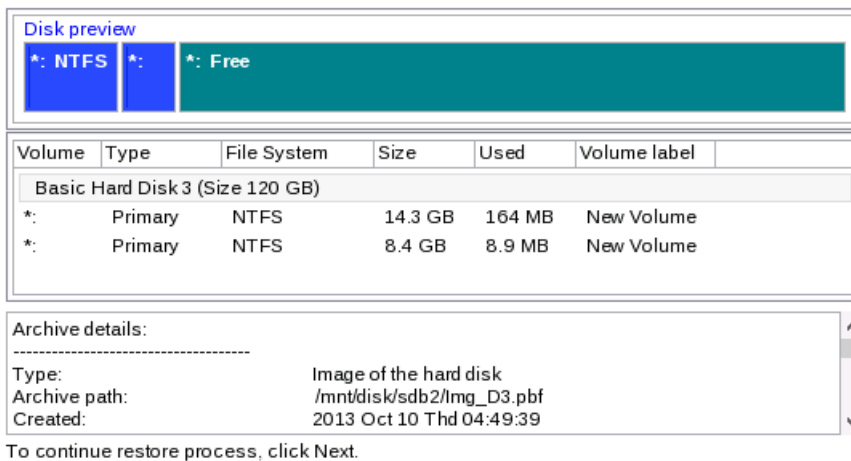 Disk preview
*: NTFS *: *: Free
Volume Type File System Size Used Volume label
Basic Hard Disk 3 (Size 120 GB)
*: Primary NTFS 14.3 GB 164 MB New Volume
*: Primary NTFS 8.4 GB 8.9 MB New Volume
Archive details:
-------------------------------------
Type: Image of the hard disk
Archive path: /mnt/disk/sdb2/Img_D3.pbf
Created: 2013 Oct 10 Thd 04:49:39
To continue restore process, click Next.